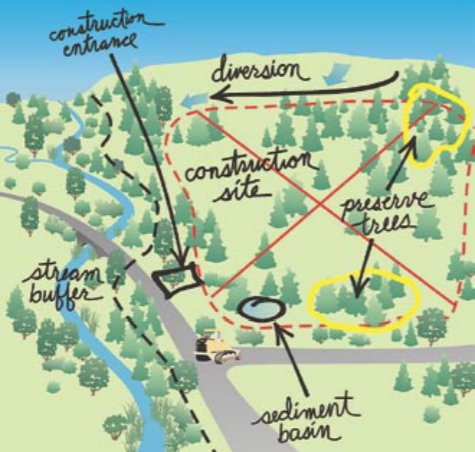 construction
entrance
diversion
construction
site
preserve
trees
stream
buffer
sediment
basin